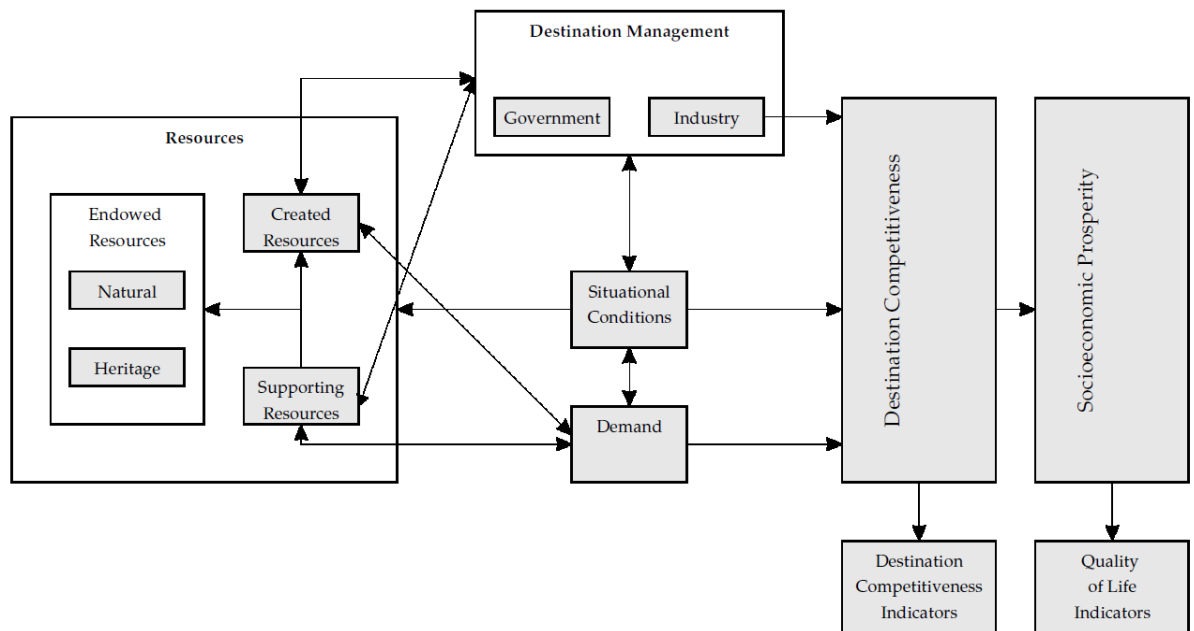 Destination Management
Government
Industry
Resources
Endowed
Resources
Natural
Heritage
Created
Resources
Supporting
Resources
Situational
Conditions
Demand
Destination Competitiveness
Socioeconomic Prosperity
Destination
Competitiveness
Indicators
Quality
of Life
Indicators